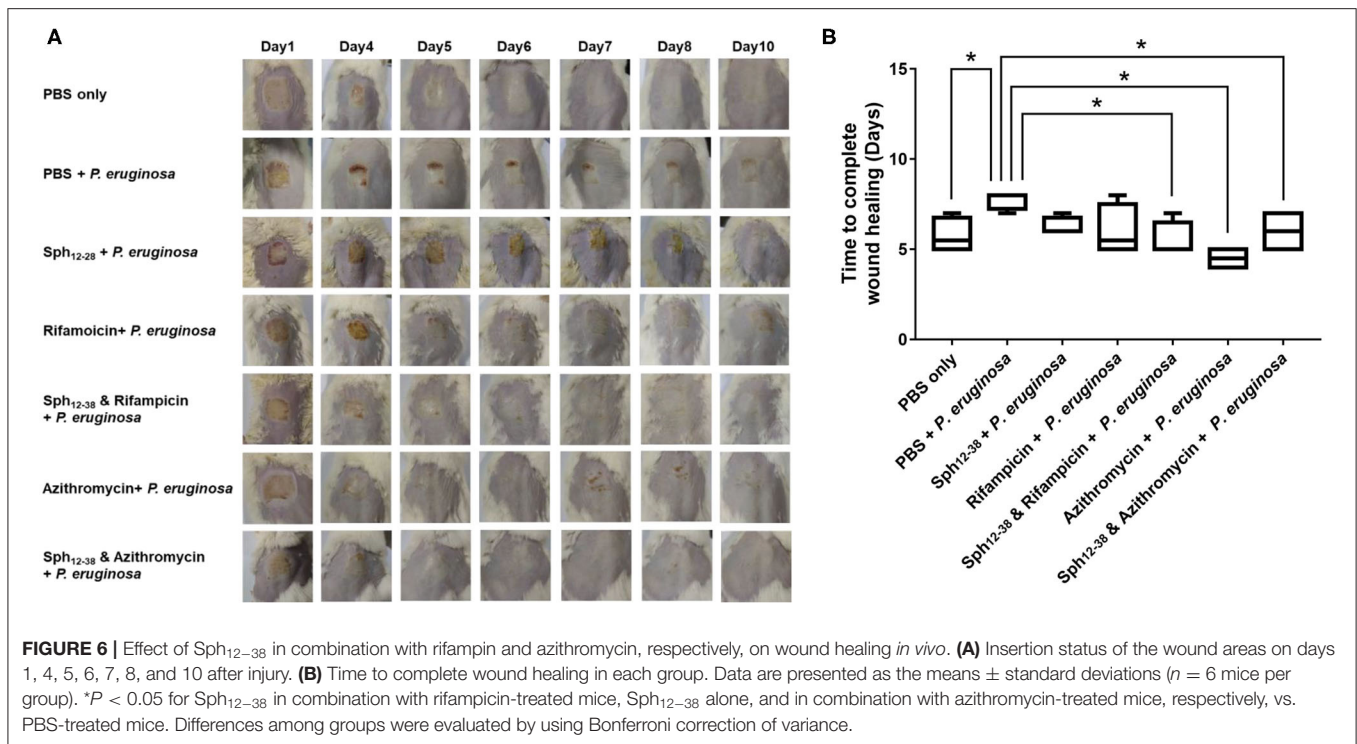 A
Day1 Day4 Day5 Day6 Day7 Day8 Day10
PBS only
PBS + P. eruginosa
Sph12-28 + P. eruginosa
Rifamoicin+ P. eruginosa
Sph12-38 & Rifampicin
+ P. eruginosa
Azithromycin+ P. eruginosa
Sph12-38 & Azithromycin
+ P. eruginosa
B
Time to complete
wound healing (Days)
15
10
5
0
* * * *
PBS only
PBS + P. eruginosa
Sph12-38 + P. eruginosa
Rifampicin + P. eruginosa
Sph12-38 & Rifampicin + P. eruginosa
Azithromycin + P. eruginosa
Sph12-38 & Azithromycin + P. eruginosa
FIGURE 6 | Effect of Sph12−38 in combination with rifampin and azithromycin, respectively, on wound healing in vivo. (A) Insertion status of the wound areas on days
1, 4, 5, 6, 7, 8, and 10 after injury. (B) Time to complete wound healing in each group. Data are presented as the means ± standard deviations (n = 6 mice per
group). *P < 0.05 for Sph12−38 in combination with rifampicin-treated mice, Sph12−38 alone, and in combination with azithromycin-treated mice, respectively, vs.
PBS-treated mice. Differences among groups were evaluated by using Bonferroni correction of variance.